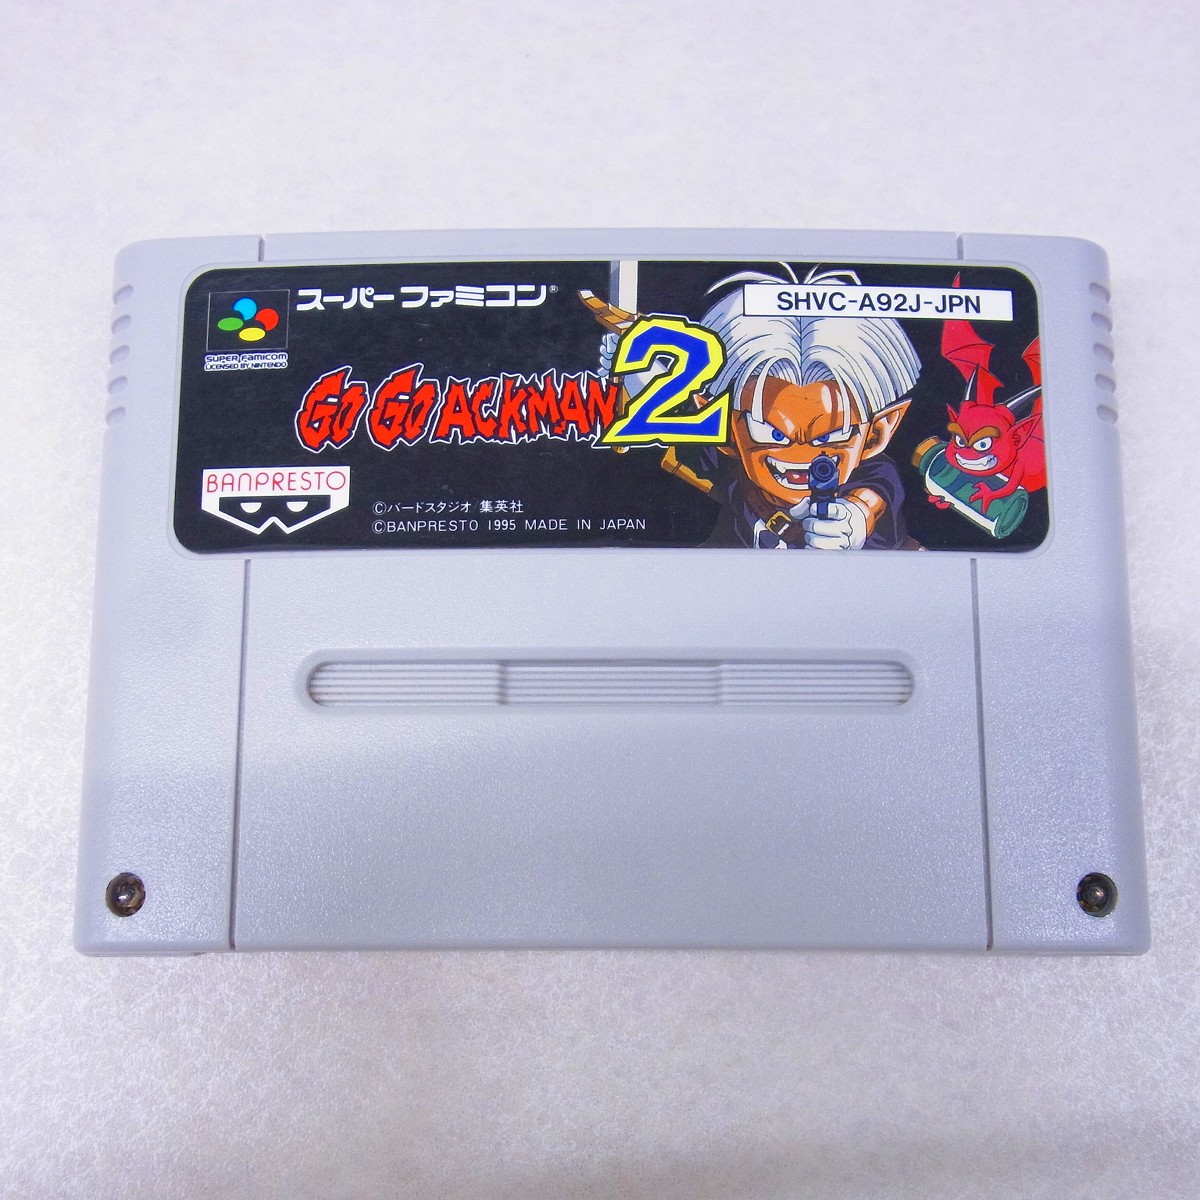 スーパーファミコン®
SHVC-A92J-JPN
SUPER FAMICOM
LICENSED BY NINTENDO
GO GO ACKMAN 2
BANPRESTO
©バードスタジオ 集英社
©BANPRESTO 1995 MADE IN JAPAN